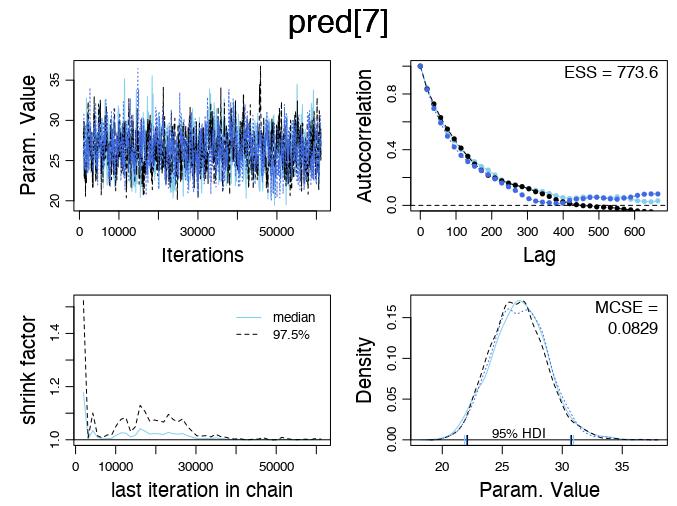 pred[7]
Param. Value
20 25 30 35
0 10000 30000 50000
Iterations
Autocorrelation
0.0 0.4 0.8
ESS = 773.6
0 100 200 300 400 500 600
Lag
shrink factor
1.0 1.2 1.4
median
97.5%
0 10000 30000 50000
last iteration in chain
Density
0.00 0.05 0.10 0.15
MCSE =
0.0829
95% HDI
20 25 30 35
Param. Value